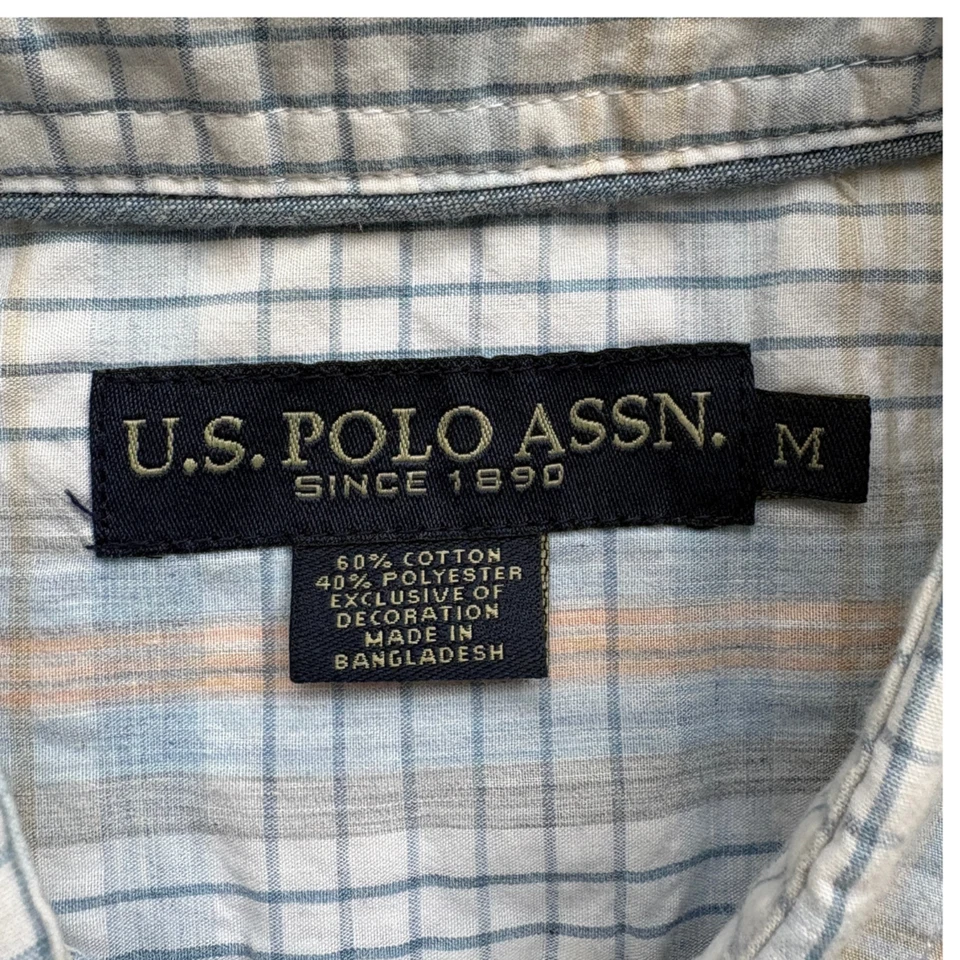 U.S. POLO ASSN.
SINCE 1890
M
60% COTTON
40% POLYESTER
EXCLUSIVE OF
DECORATION
MADE IN
BANGLADESH